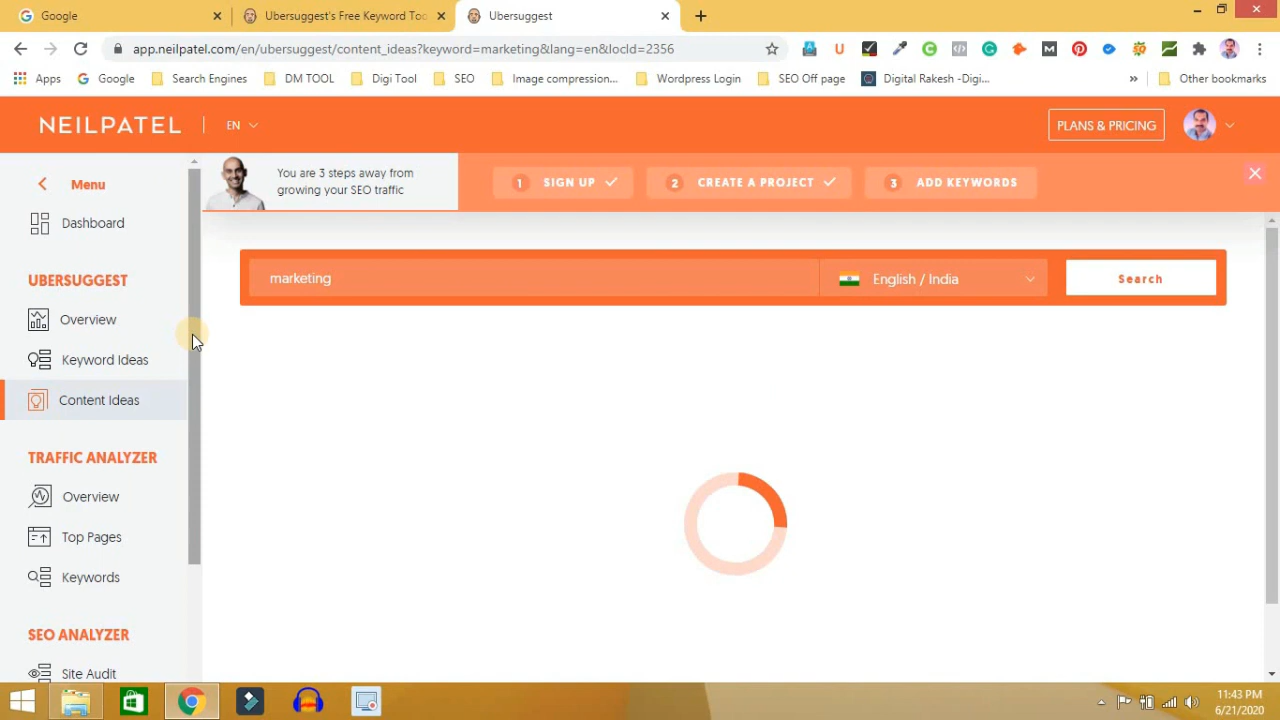 Google
Ubersuggest's Free Keyword Too
Ubersuggest
app.neilpatel.com/en/ubersuggest/content_ideas?keyword=marketing&lang=en&locId=2356
Apps
Google
Search Engines
DM TOOL
Digi Tool
SEO
Image compression...
Wordpress Login
SEO Off page
Digital Rakesh -Digi...
»
Other bookmarks
NEILPATEL
EN
PLANS & PRICING
Menu
You are 3 steps away from
growing your SEO traffic
1 SIGN UP
2 CREATE A PROJECT
3 ADD KEYWORDS
Dashboard
UBERSUGGEST
Overview
Keyword Ideas
Content Ideas
TRAFFIC ANALYZER
Overview
Top Pages
Keywords
SEO ANALYZER
Site Audit
marketing
English / India
Search
11:43 PM
6/21/2020